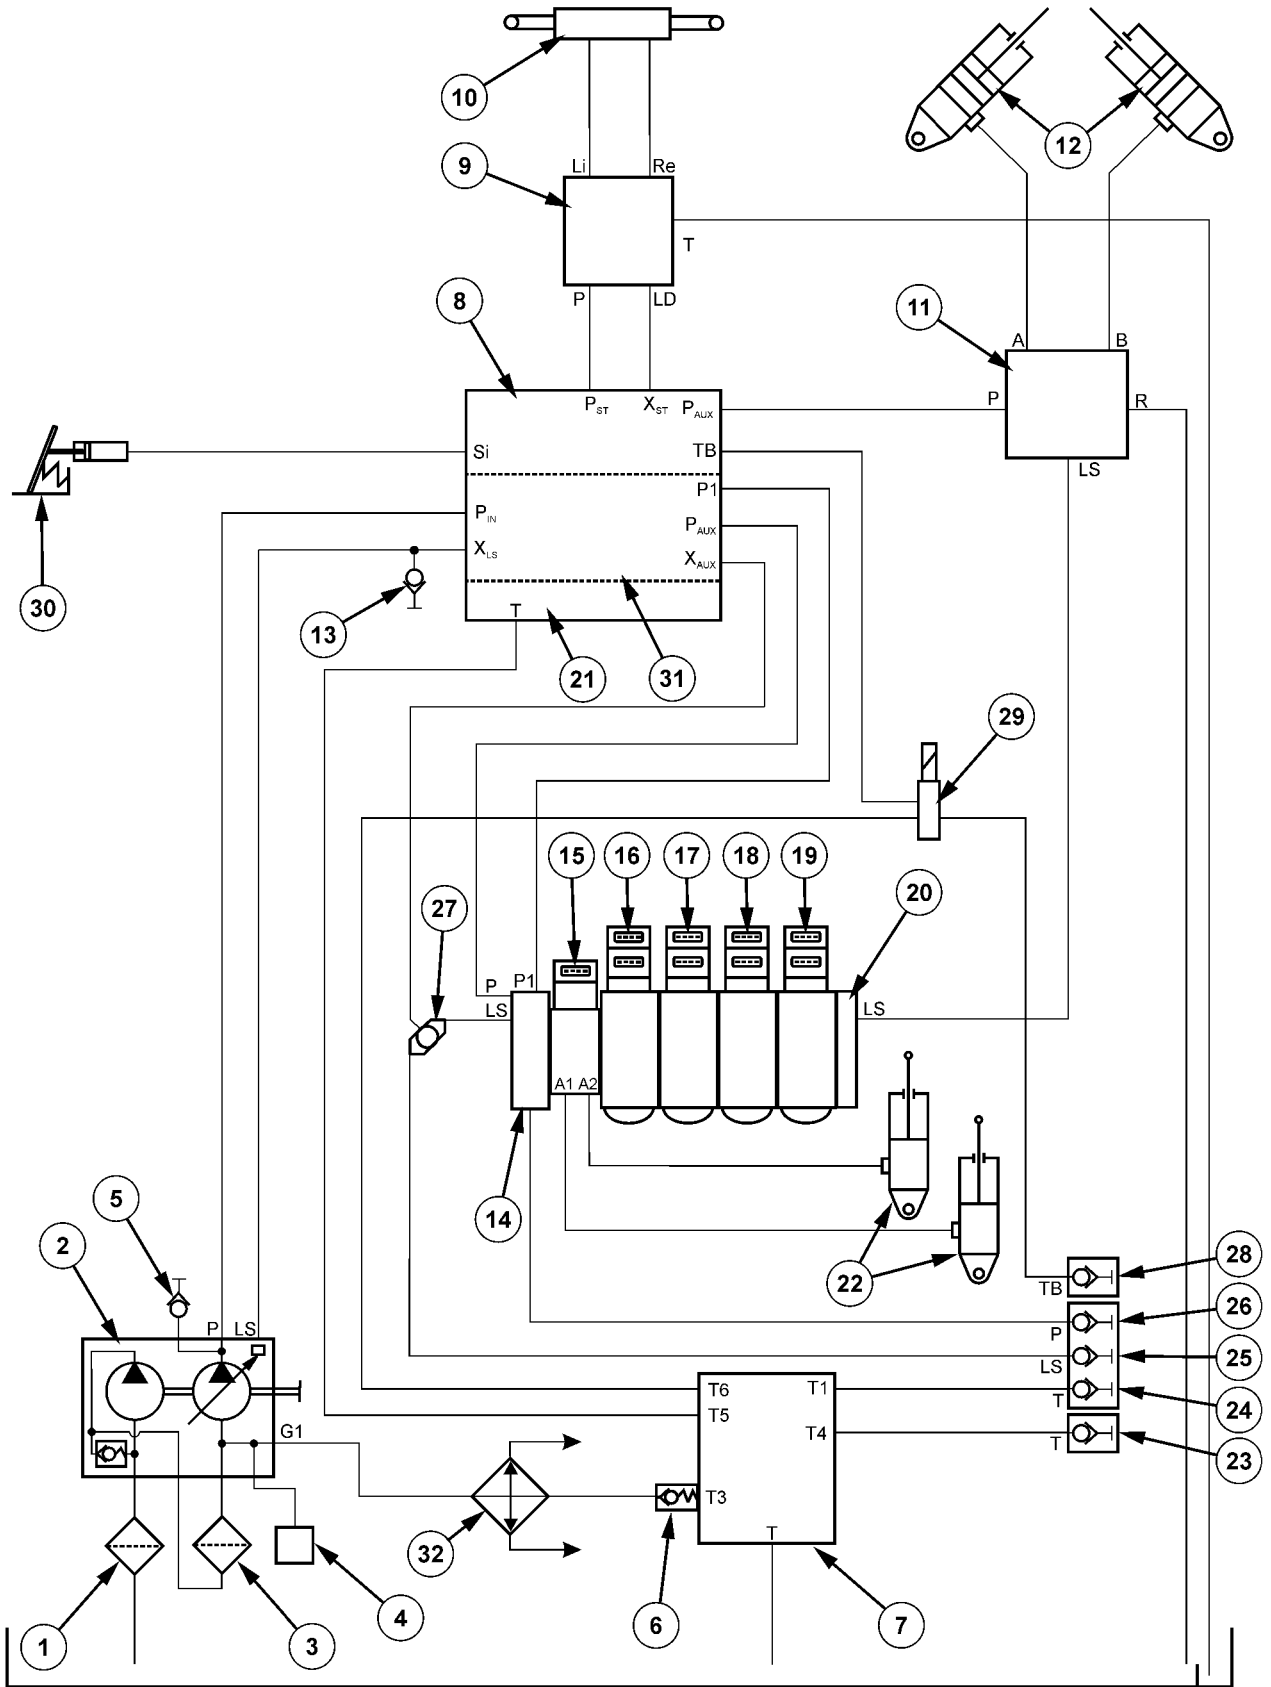 10
12
9
Li Re
T
8
P LD
11
A B
P R
P_ST X_ST P_AUX
Si TB
LS
P1
P_IN
P_AUX
X_LS
X_AUX
30
13
T
21 31
29
15 16 17 18 19
20
27
P P1
LS LS
A1 A2
5
14
2
22
28
TB
26
P LS
P
25
LS
T6 T1
24
T
T5
G1
T4
23
T
T3
32
T
1 3 4 6 7